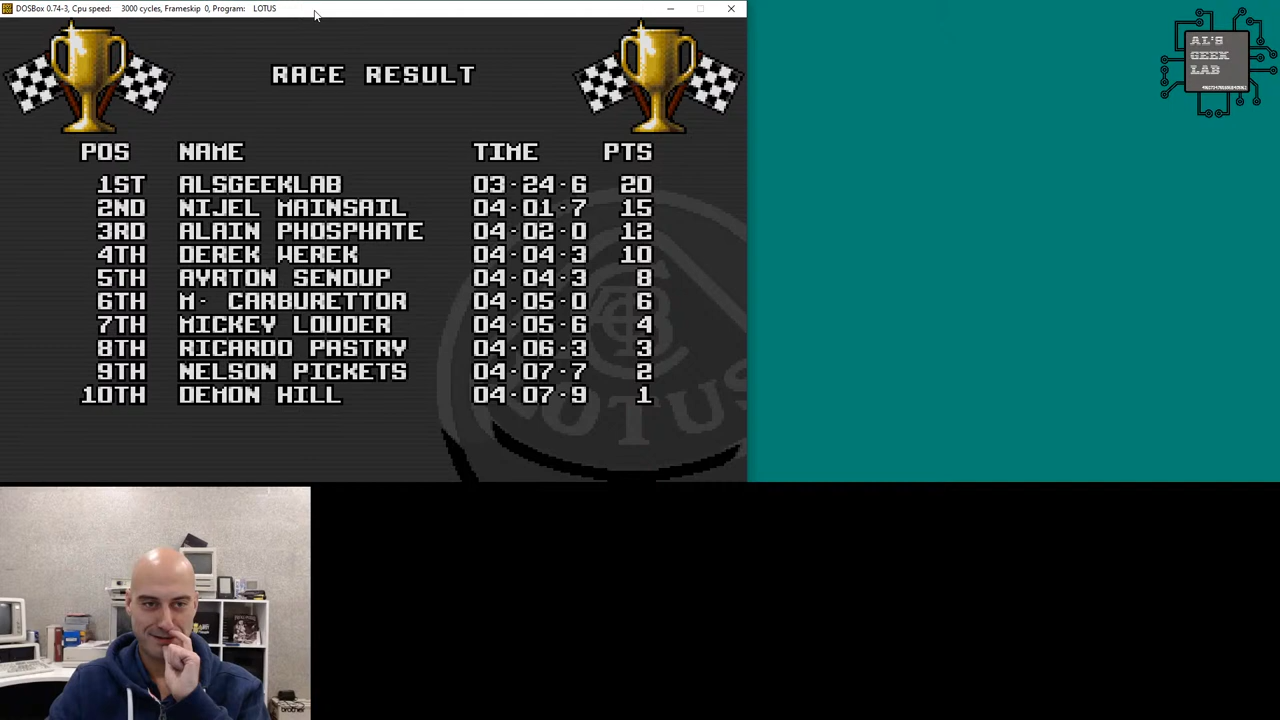 DOSBox 0.74-3, Cpu speed: 3000 cycles, Frameskip 0, Program: LOTUS
AL'S
GEEK
LAB
RACE RESULT
POS NAME TIME PTS
1ST ALSGEEKLAB 03-24-6 20
2ND NIJEL MAINSAIL 04-01-7 15
3RD ALAIN PHOSPHATE 04-02-0 12
4TH DEREK WEREK 04-04-3 10
5TH AYRTON SENDUP 04-04-3 8
6TH M- CARBURETTOR 04-05-0 6
7TH MICKEY LOUDER 04-05-6 4
8TH RICARDO PASTRY 04-06-3 3
9TH NELSON PICKETS 04-07-7 2
10TH DEMON HILL 04-07-9 1
LOTUS
brother